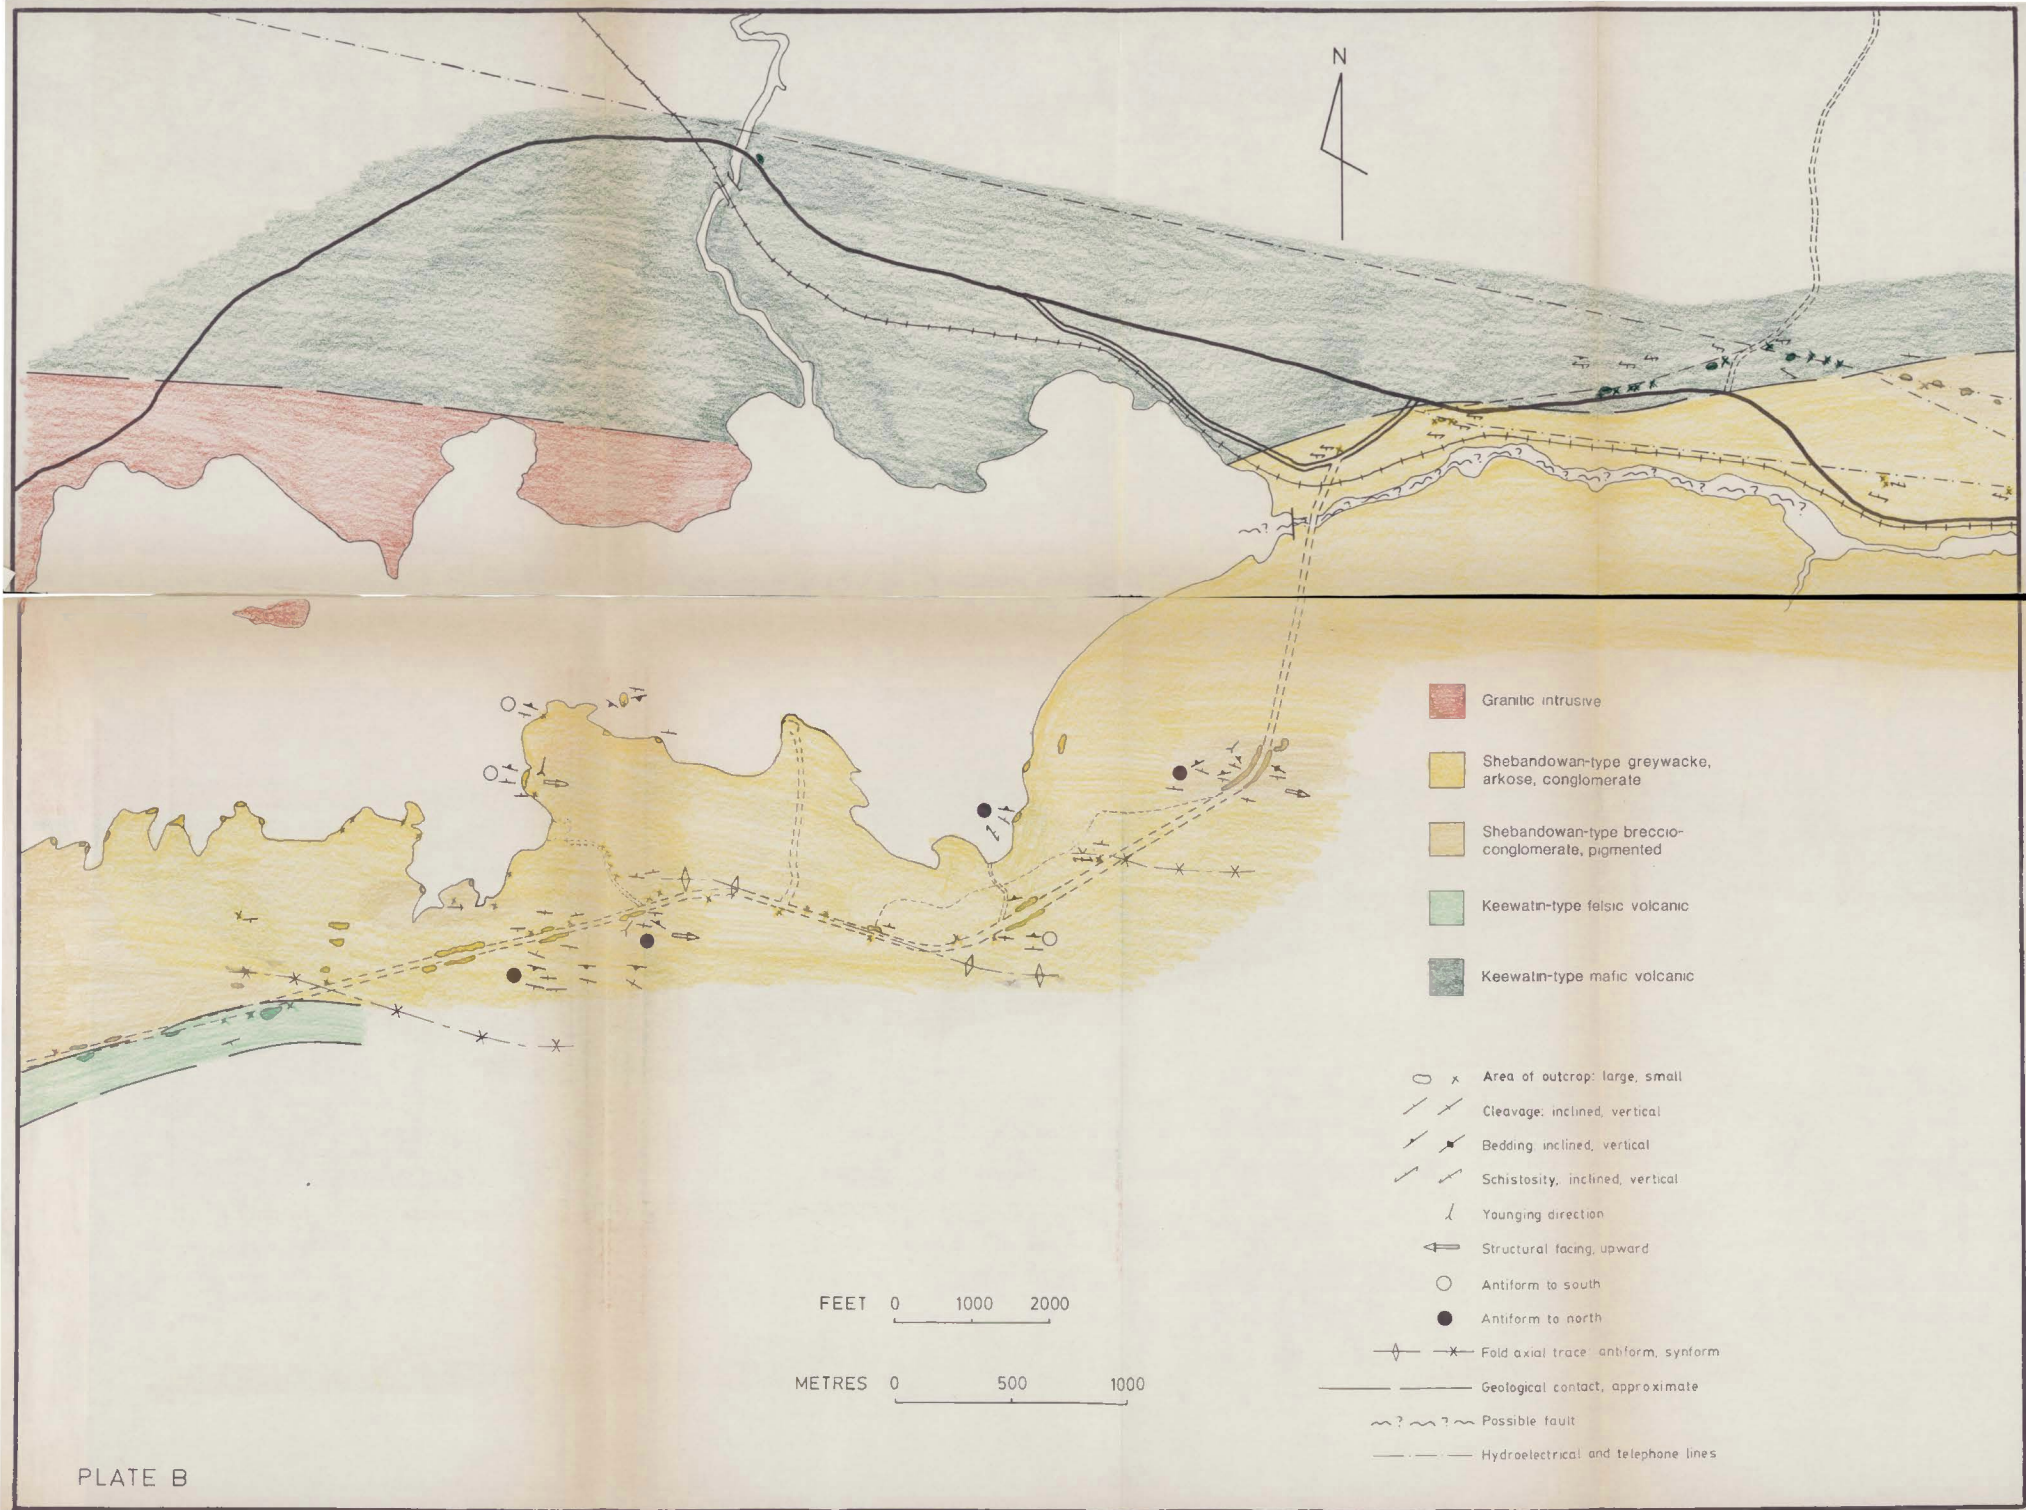 N
Granitic intrusive
Shebandowan-type greywacke,
arkose, conglomerate
Shebandowan-type breccio-
conglomerate, pigmented
Keewatin-type felsic volcanic
Keewatin-type mafic volcanic
Area of outcrop: large, small
Cleavage: inclined, vertical
Bedding inclined, vertical
Schistosity, inclined, vertical
Younging direction
Structural facing, upward
Antiform to south
Antiform to north
Fold axial trace antiform, synform
Geological contact, approximate
Possible fault
Hydroelectrical and telephone lines
FEET 0 1000 2000
METRES 0 500 1000
PLATE B